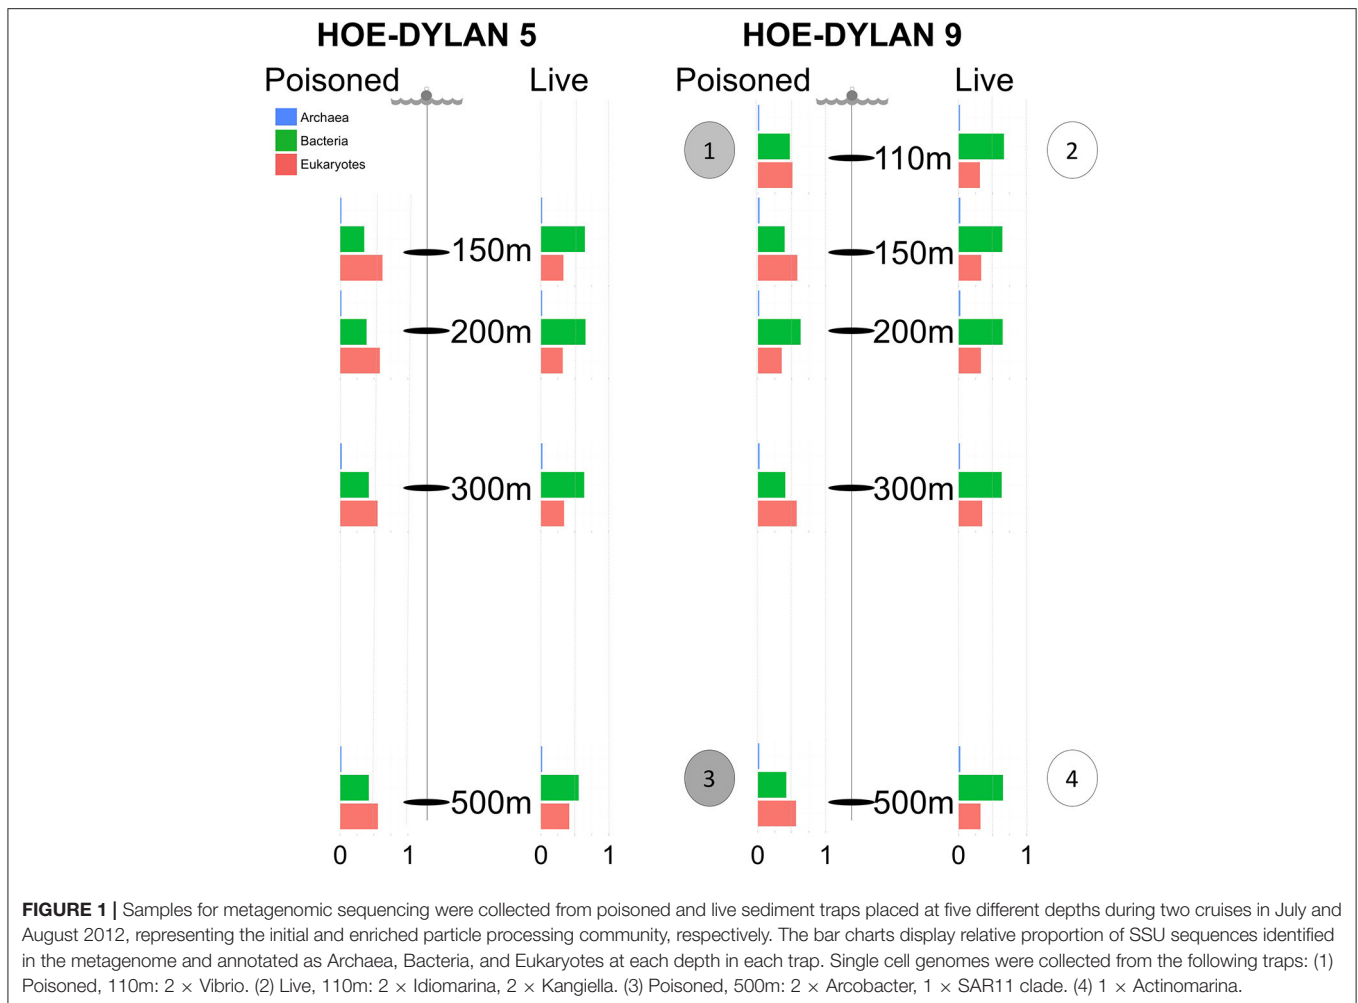 HOE-DYLAN 5
HOE-DYLAN 9
Poisoned
Live
Poisoned
Live
Archaea
Bacteria
Eukaryotes
1
110m
2
150m
150m
200m
200m
300m
300m
3
500m
500m
4
0 1 0 1 0 1 0 1
FIGURE 1 | Samples for metagenomic sequencing were collected from poisoned and live sediment traps placed at five different depths during two cruises in July and
August 2012, representing the initial and enriched particle processing community, respectively. The bar charts display relative proportion of SSU sequences identified
in the metagenome and annotated as Archaea, Bacteria, and Eukaryotes at each depth in each trap. Single cell genomes were collected from the following traps: (1)
Poisoned, 110m: 2 × Vibrio. (2) Live, 110m: 2 × Idiomarina, 2 × Kangiella. (3) Poisoned, 500m: 2 × Arcobacter, 1 × SAR11 clade. (4) 1 × Actinomarina.